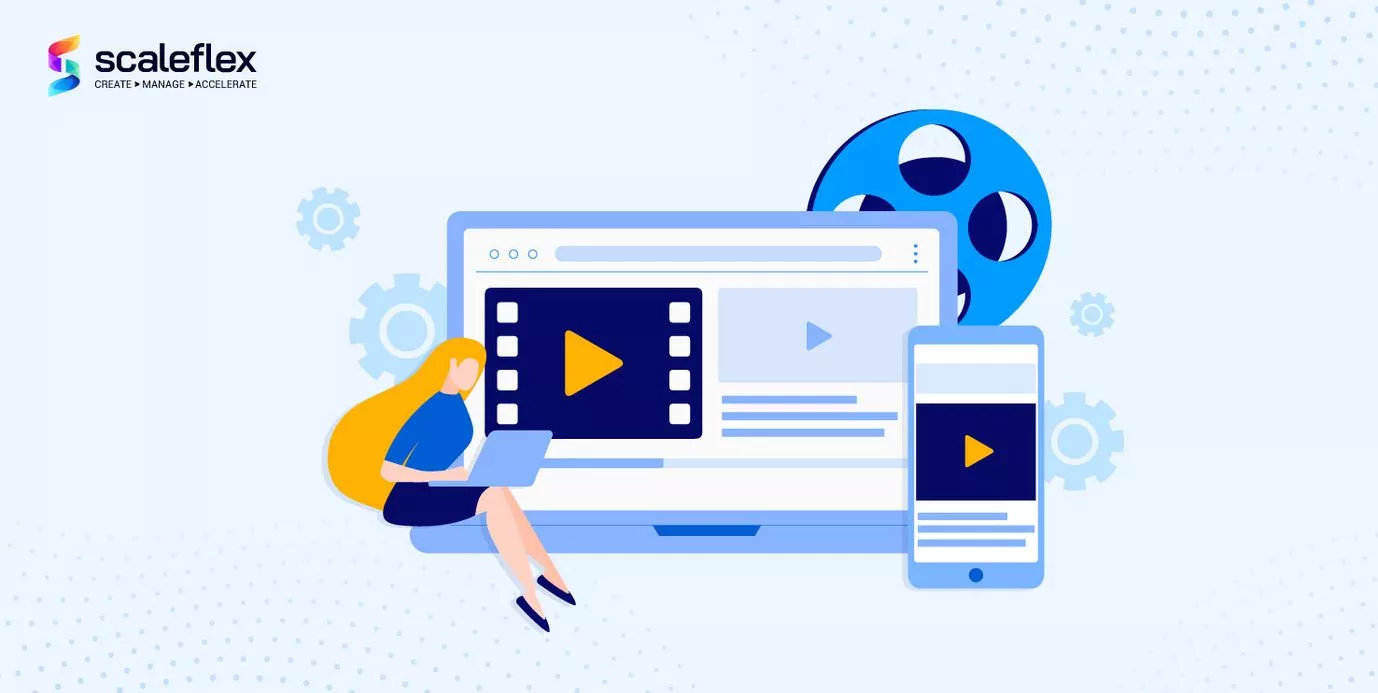 scaleflex
CREATE ▸ MANAGE ▸ ACCELERATE